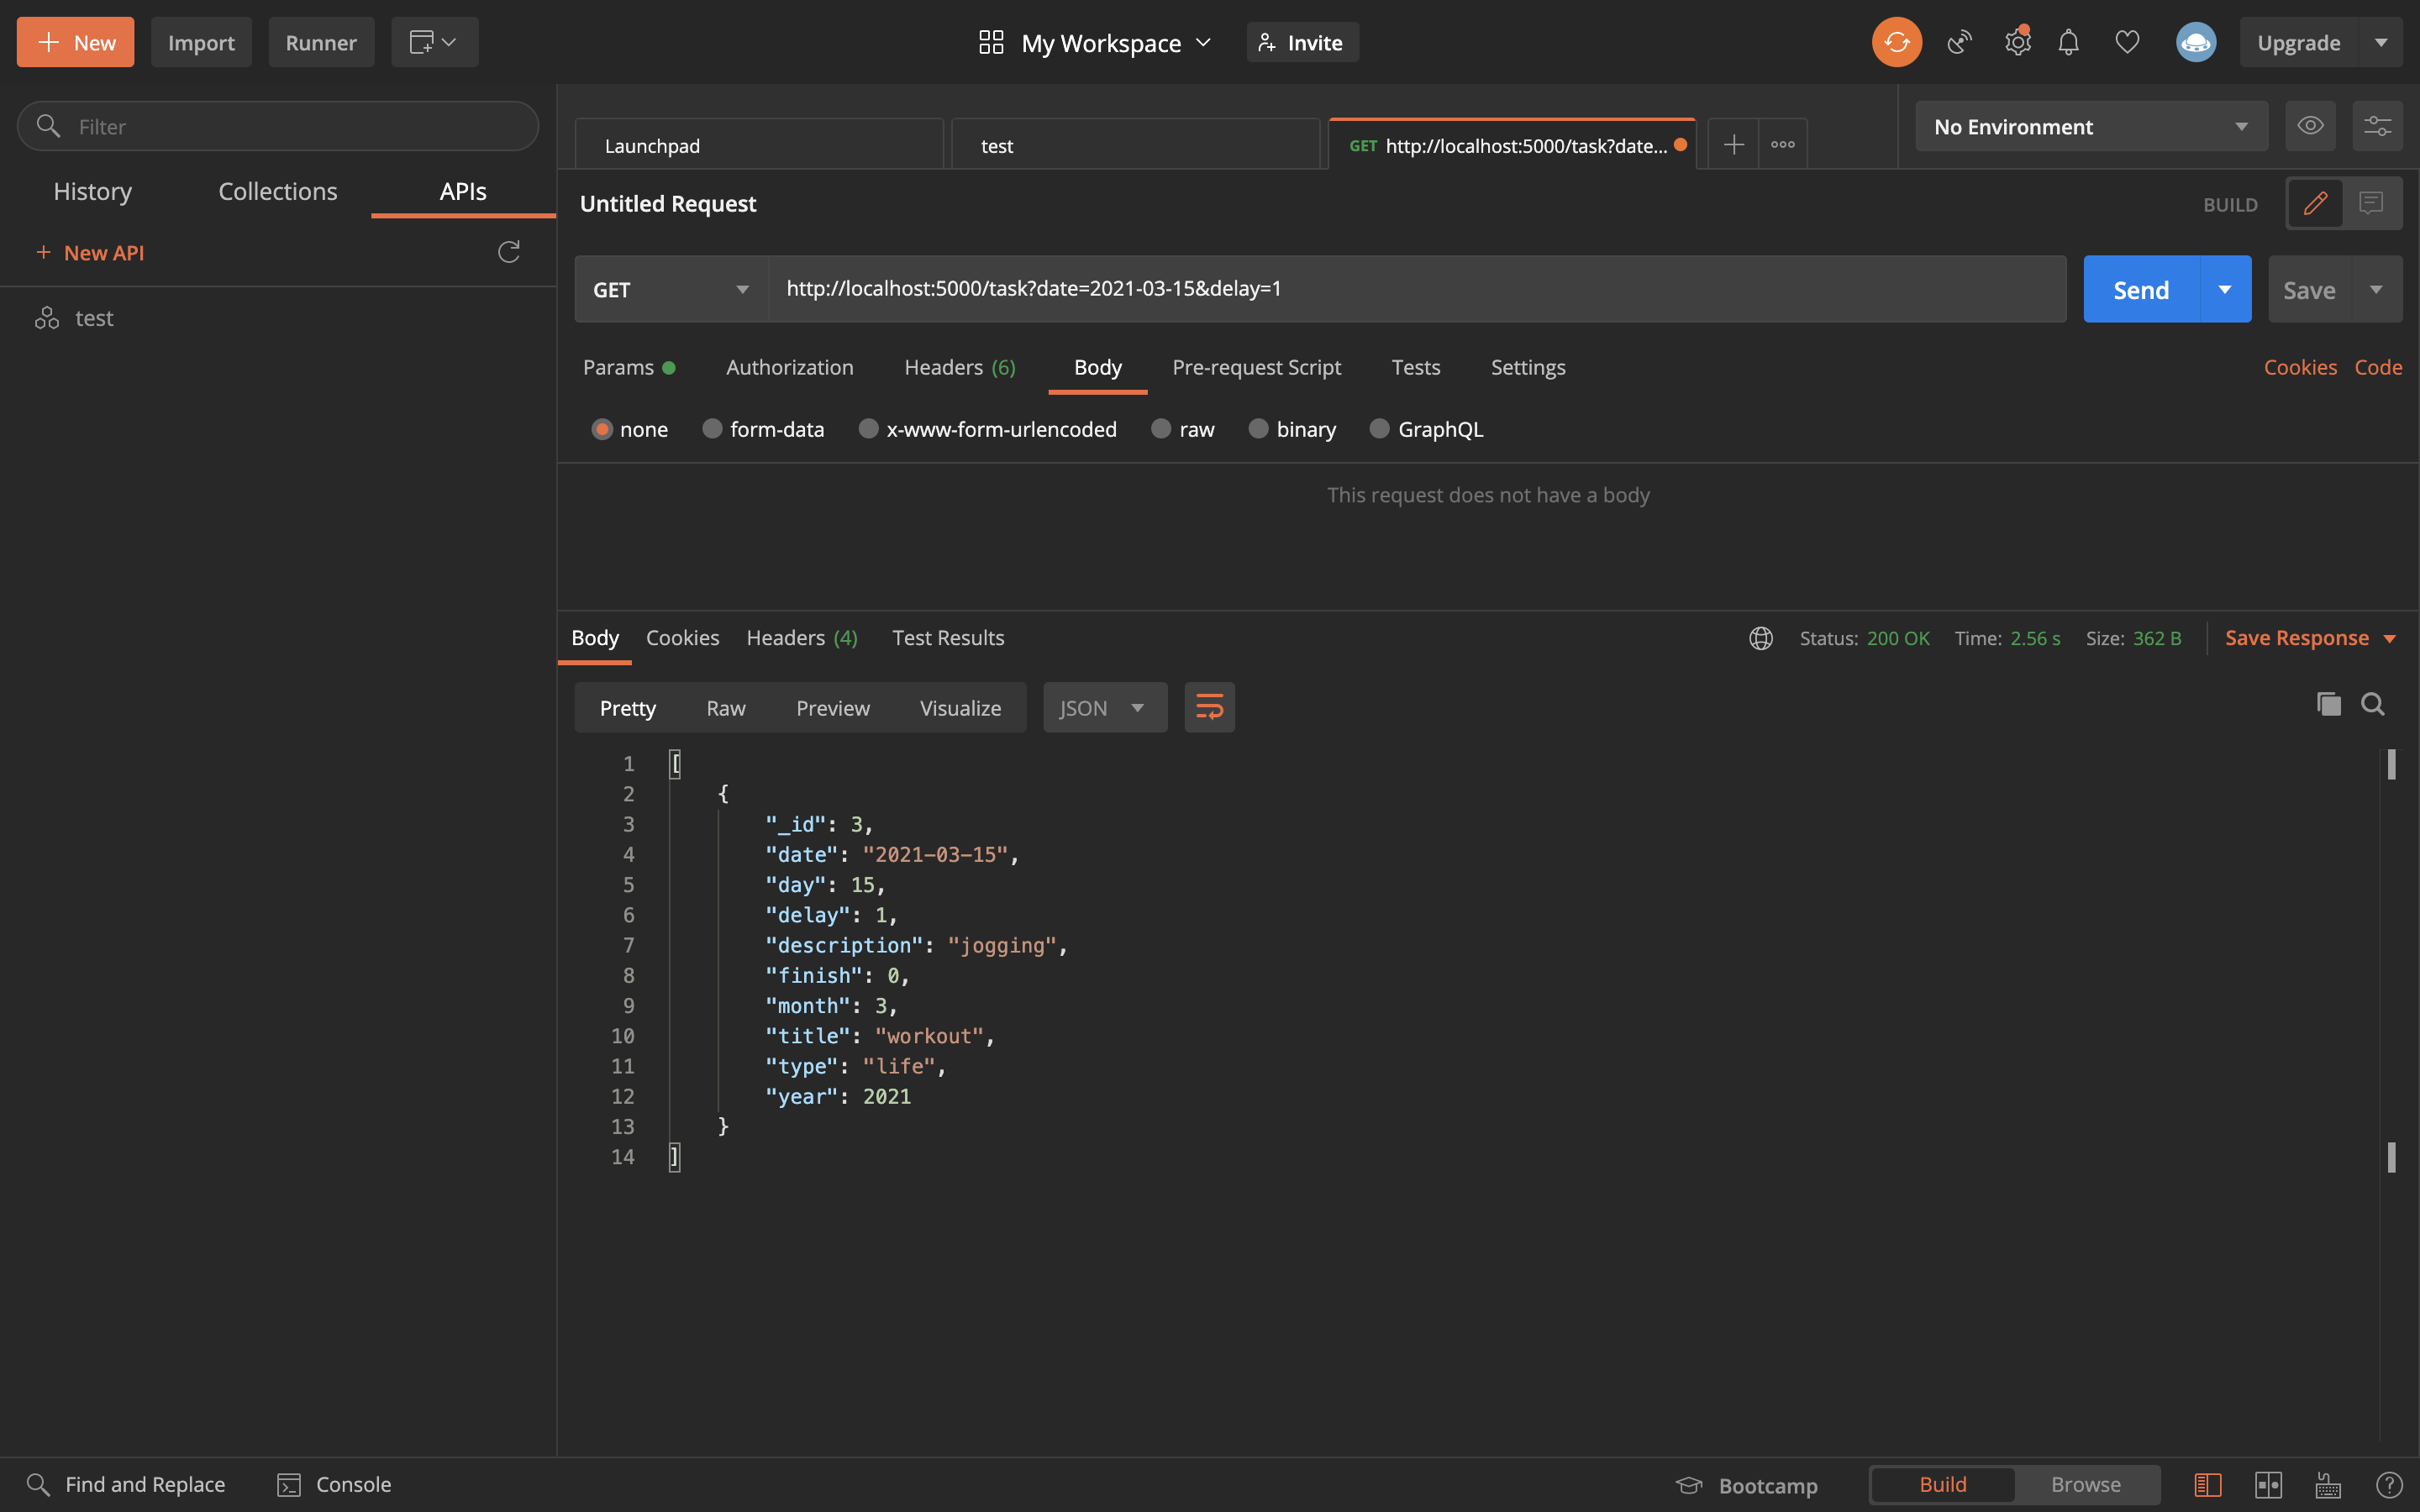 New
Import
Runner
My Workspace
Invite
Upgrade
Filter
History
Collections
APIs
+ New API
test
Launchpad
test
GET http://localhost:5000/task?date...
No Environment
Untitled Request
BUILD
GET
http://localhost:5000/task?date=2021-03-15&delay=1
Send
Save
Params
Authorization
Headers (6)
Body
Pre-request Script
Tests
Settings
Cookies
Code
none
form-data
x-www-form-urlencoded
raw
binary
GraphQL
This request does not have a body
Body
Cookies
Headers (4)
Test Results
Status: 200 OK
Time: 2.56 s
Size: 362 B
Save Response
Pretty
Raw
Preview
Visualize
JSON
1 [
2 {
3 "_id": 3,
4 "date": "2021-03-15",
5 "day": 15,
6 "delay": 1,
7 "description": "jogging",
8 "finish": 0,
9 "month": 3,
10 "title": "workout",
11 "type": "life",
12 "year": 2021
13 }
14 ]
Find and Replace
Console
Bootcamp
Build
Browse